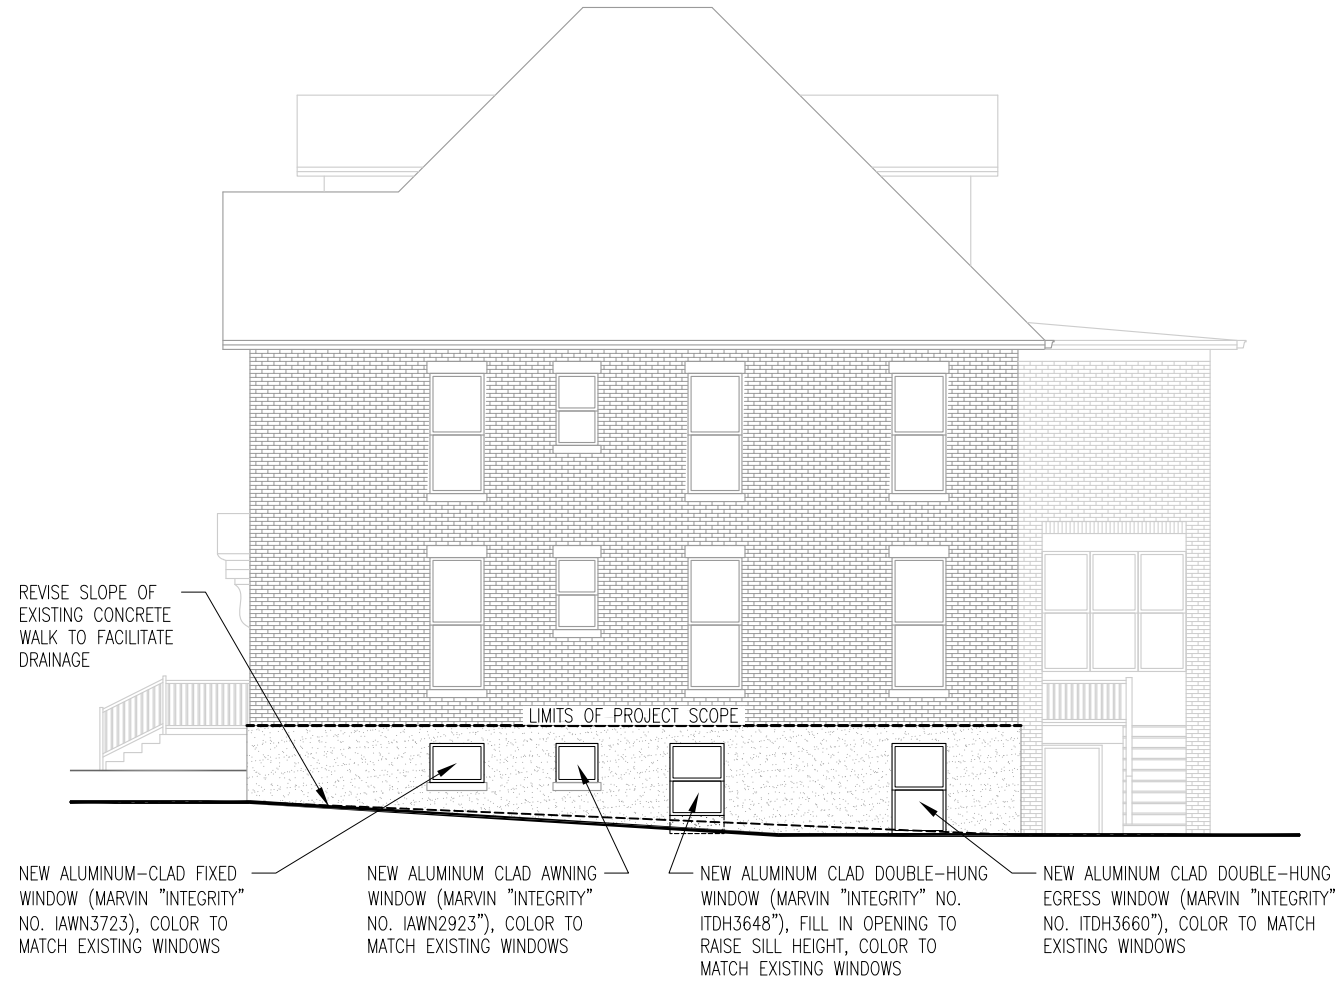 REVISE SLOPE OF
EXISTING CONCRETE
WALK TO FACILITATE
DRAINAGE
LIMITS OF PROJECT SCOPE
NEW ALUMINUM-CLAD FIXED
WINDOW (MARVIN "INTEGRITY"
NO. IAWN3723), COLOR TO
MATCH EXISTING WINDOWS
NEW ALUMINUM CLAD AWNING
WINDOW (MARVIN "INTEGRITY"
NO. IAWN2923"), COLOR TO
MATCH EXISTING WINDOWS
NEW ALUMINUM CLAD DOUBLE-HUNG
WINDOW (MARVIN "INTEGRITY" NO.
ITDH3648"), FILL IN OPENING TO
RAISE SILL HEIGHT, COLOR TO
MATCH EXISTING WINDOWS
NEW ALUMINUM CLAD DOUBLE-HUNG
EGRESS WINDOW (MARVIN "INTEGRITY"
NO. ITDH3660"), COLOR TO MATCH
EXISTING WINDOWS